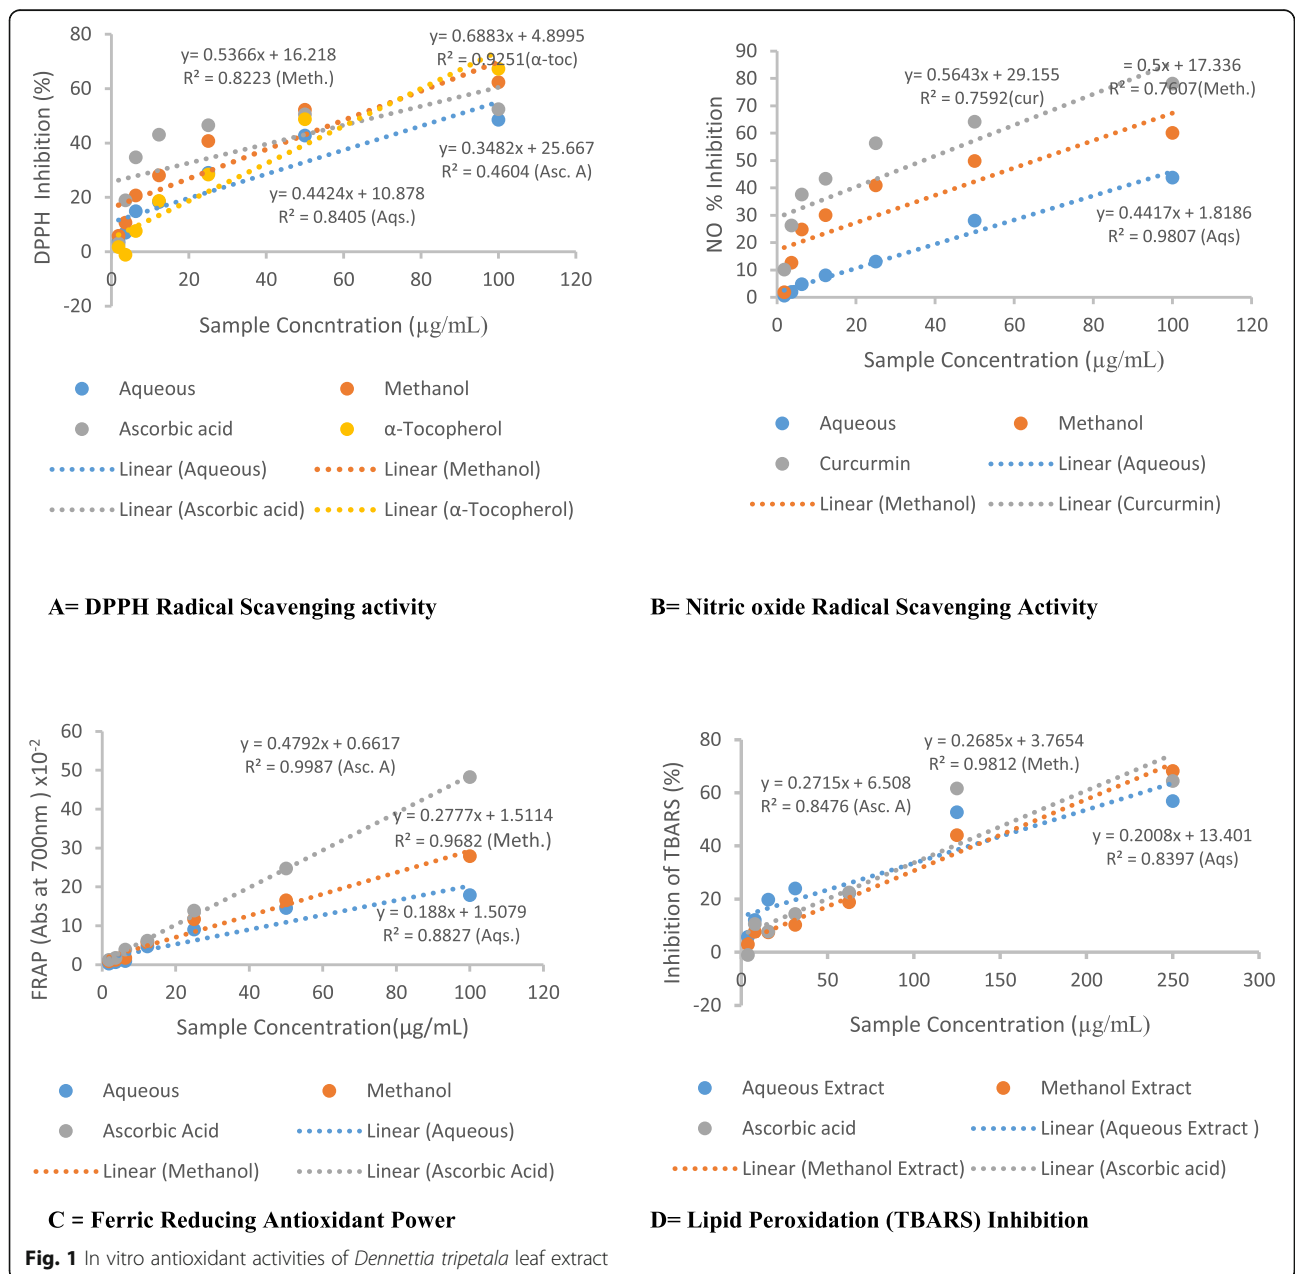 80
60
40
20
0
-20
0 20 40 60 80 100 120
DPPH Inhibition (%)
y= 0.5366x + 16.218
R² = 0.8223 (Meth.)
y= 0.6883x + 4.8995
R² = 0.9251(α-toc)
y= 0.3482x + 25.667
R² = 0.4604 (Asc. A)
y= 0.4424x + 10.878
R² = 0.8405 (Aqs.)
Sample Concntration (µg/mL)
Aqueous Methanol
Ascorbic acid α-Tocopherol
Linear (Aqueous) Linear (Methanol)
Linear (Ascorbic acid) Linear (α-Tocopherol)
A= DPPH Radical Scavenging activity
90
80
70
60
50
40
30
20
10
0
0 20 40 60 80 100 120
NO % Inhibition
y= 0.5643x + 29.155
R² = 0.7592(cur)
= 0.5x + 17.336
R² = 0.7607(Meth.)
y= 0.4417x + 1.8186
R² = 0.9807 (Aqs)
Sample Concentration (µg/mL)
Aqueous Methanol
Curcurmin Linear (Aqueous)
Linear (Methanol) Linear (Curcurmin)
B= Nitric oxide Radical Scavenging Activity
60
50
40
30
20
10
0
0 20 40 60 80 100 120
FRAP (Abs at 700nm ) x10⁻²
y = 0.4792x + 0.6617
R² = 0.9987 (Asc. A)
y = 0.2777x + 1.5114
R² = 0.9682 (Meth.)
y = 0.188x + 1.5079
R² = 0.8827 (Aqs.)
Sample Concentration(µg/mL)
Aqueous Methanol
Ascorbic Acid Linear (Aqueous)
Linear (Methanol) Linear (Ascorbic Acid)
C = Ferric Reducing Antioxidant Power
80
60
40
20
0
-20
0 50 100 150 200 250 300
Inhibition of TBARS (%)
y = 0.2715x + 6.508
R² = 0.8476 (Asc. A)
y = 0.2685x + 3.7654
R² = 0.9812 (Meth.)
y = 0.2008x + 13.401
R² = 0.8397 (Aqs)
Sample Concentration (µg/mL)
Aqueous Extract Methanol Extract
Ascorbic acid Linear (Aqueous Extract )
Linear (Methanol Extract) Linear (Ascorbic acid)
D= Lipid Peroxidation (TBARS) Inhibition
Fig. 1 In vitro antioxidant activities of Dennettia tripetala leaf extract